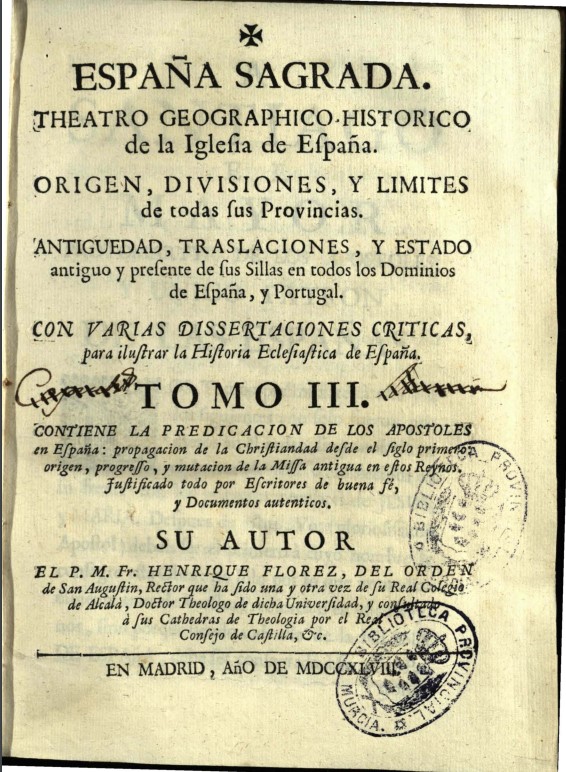 ✠
ESPAÑA SAGRADA.
THEATRO GEOGRAPHICO-HISTORICO
de la Igleſia de Eſpaña.
ORIGEN, DIVISIONES, Y LIMITES
de todas ſus Provincias.
ANTIGUEDAD, TRASLACIONES, Y ESTADO
antiguo y preſente de ſus Sillas en todos los Dominios
de Eſpaña, y Portugal.
CON VARIAS DISSERTACIONES CRITICAS,
para iluſtrar la Hiſtoria Ecleſiaſtica de Eſpaña.
TOMO III.
CONTIENE LA PREDICACION DE LOS APOSTOLES
en Eſpaña: propagacion de la Chriſtiandad deſde el ſiglo primero:
origen, progreſſo, y mutacion de la Miſſa antigua en eſtos Reynos.
Juſtificado todo por Eſcritores de buena fé,
y Documentos autenticos.
SU AUTOR
EL P. M. Fr. HENRIQUE FLOREZ, DEL ORDEN
de San Auguſtin, Rector que ha ſido una y otra vez de ſu Real Colegio
de Alcalá, Doctor Theologo de dicha Univerſidad, y conſultado
à ſus Cathedras de Theologia por el Real
Conſejo de Caſtilla, &c.
EN MADRID, AñO DE MDCCXLVIII
BIBLIOTECA PROVIN
BIBLIOTECA PROVINCIAL
MURCIA.